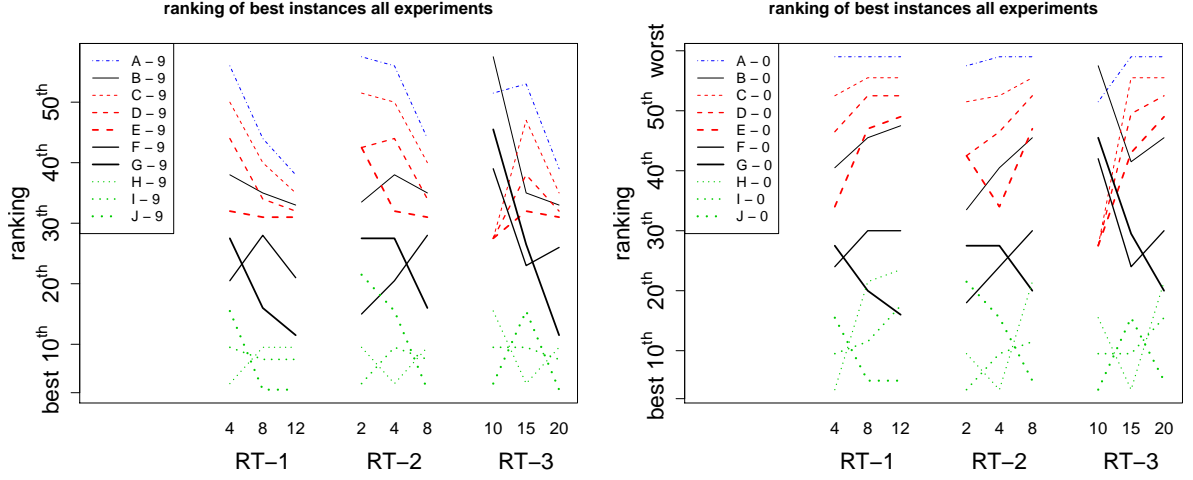 ranking of best instances all experiments
ranking
best 10th 20th 30th 40th 50th
A − 9
B − 9
C − 9
D − 9
E − 9
F − 9
G − 9
H − 9
I − 9
J − 9
4 8 12 2 4 8 10 15 20
RT−1 RT−2 RT−3
ranking of best instances all experiments
ranking
best 10th 20th 30th 40th 50th worst
A − 0
B − 0
C − 0
D − 0
E − 0
F − 0
G − 0
H − 0
I − 0
J − 0
4 8 12 2 4 8 10 15 20
RT−1 RT−2 RT−3